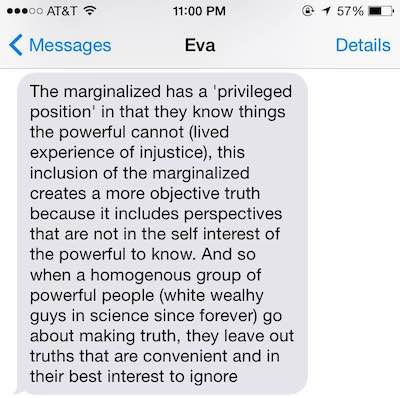 AT&T 11:00 PM 57%
Messages Eva Details
The marginalized has a 'privileged
position' in that they know things
the powerful cannot (lived
experience of injustice), this
inclusion of the marginalized
creates a more objective truth
because it includes perspectives
that are not in the self interest of
the powerful to know. And so
when a homogenous group of
powerful people (white wealhy
guys in science since forever) go
about making truth, they leave out
truths that are convenient and in
their best interest to ignore